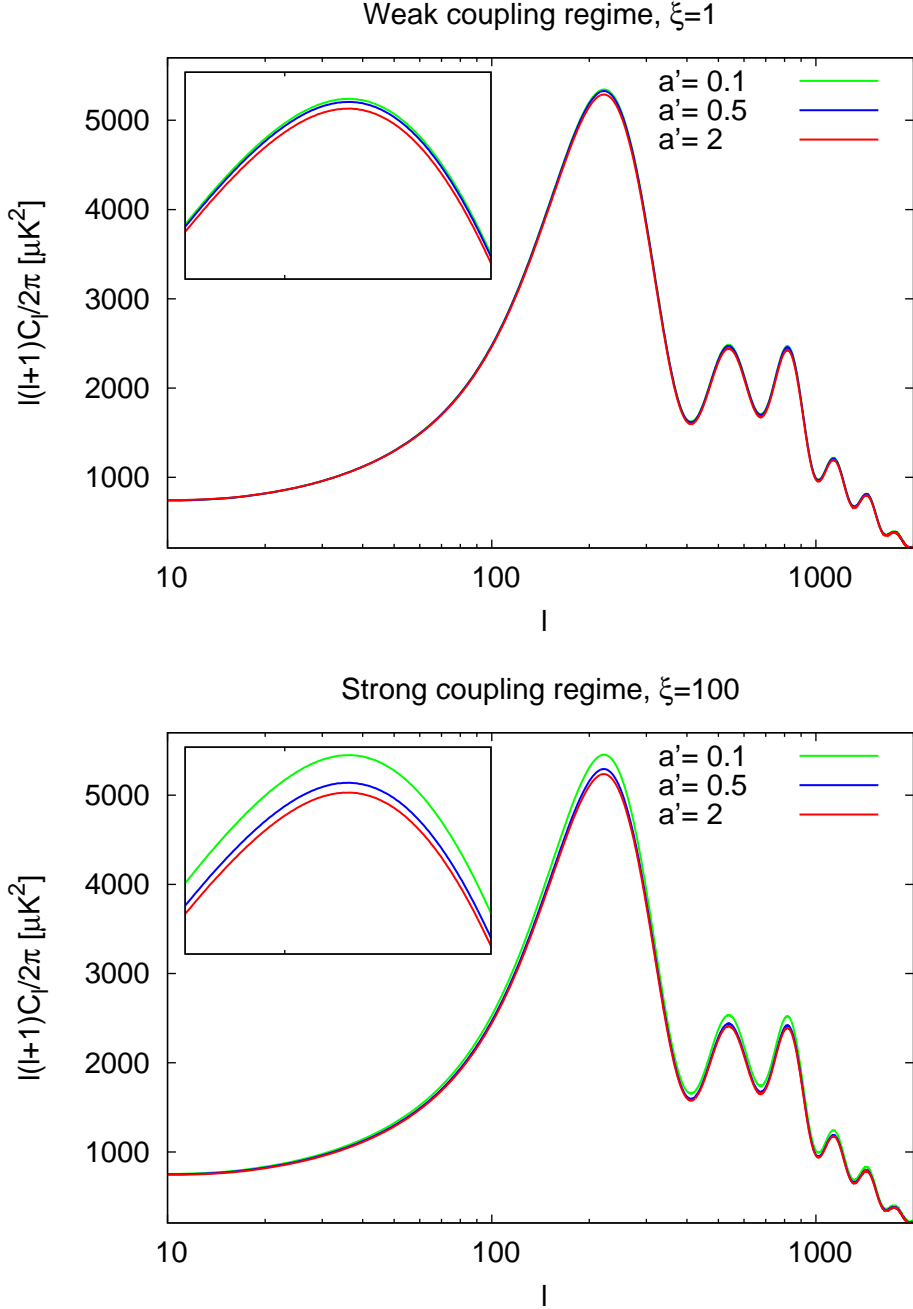 Weak coupling regime, ξ=1
a'= 0.1
a'= 0.5
a'= 2
l(l+1)C_l/2π [μK²]
5000
4000
3000
2000
1000
10
100
1000
l
Strong coupling regime, ξ=100
a'= 0.1
a'= 0.5
a'= 2
l(l+1)C_l/2π [μK²]
5000
4000
3000
2000
1000
10
100
1000
l